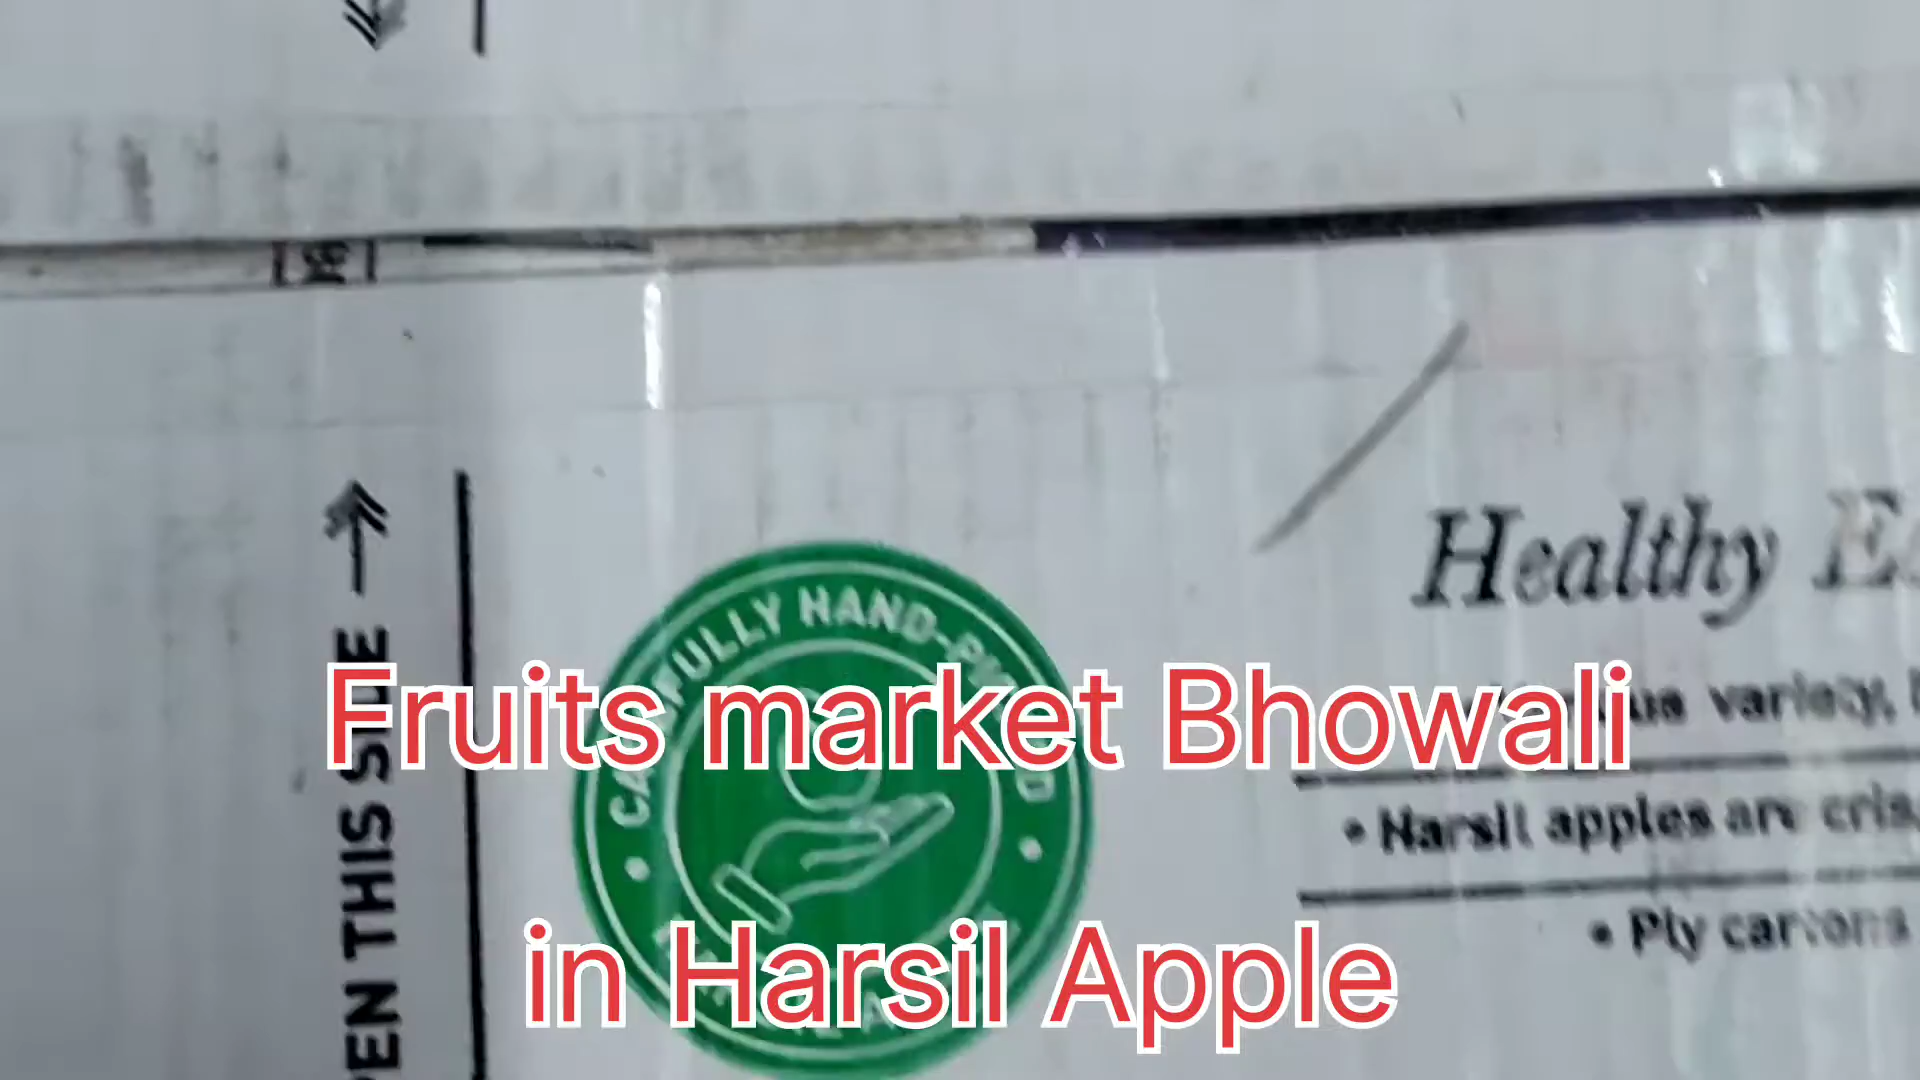 Healthy
CAREFULLY HAND-PICKED
OPEN THIS SIDE
Fruits market Bhowali
variety,
• Harsil apples are
• Ply cartons
in Harsil Apple